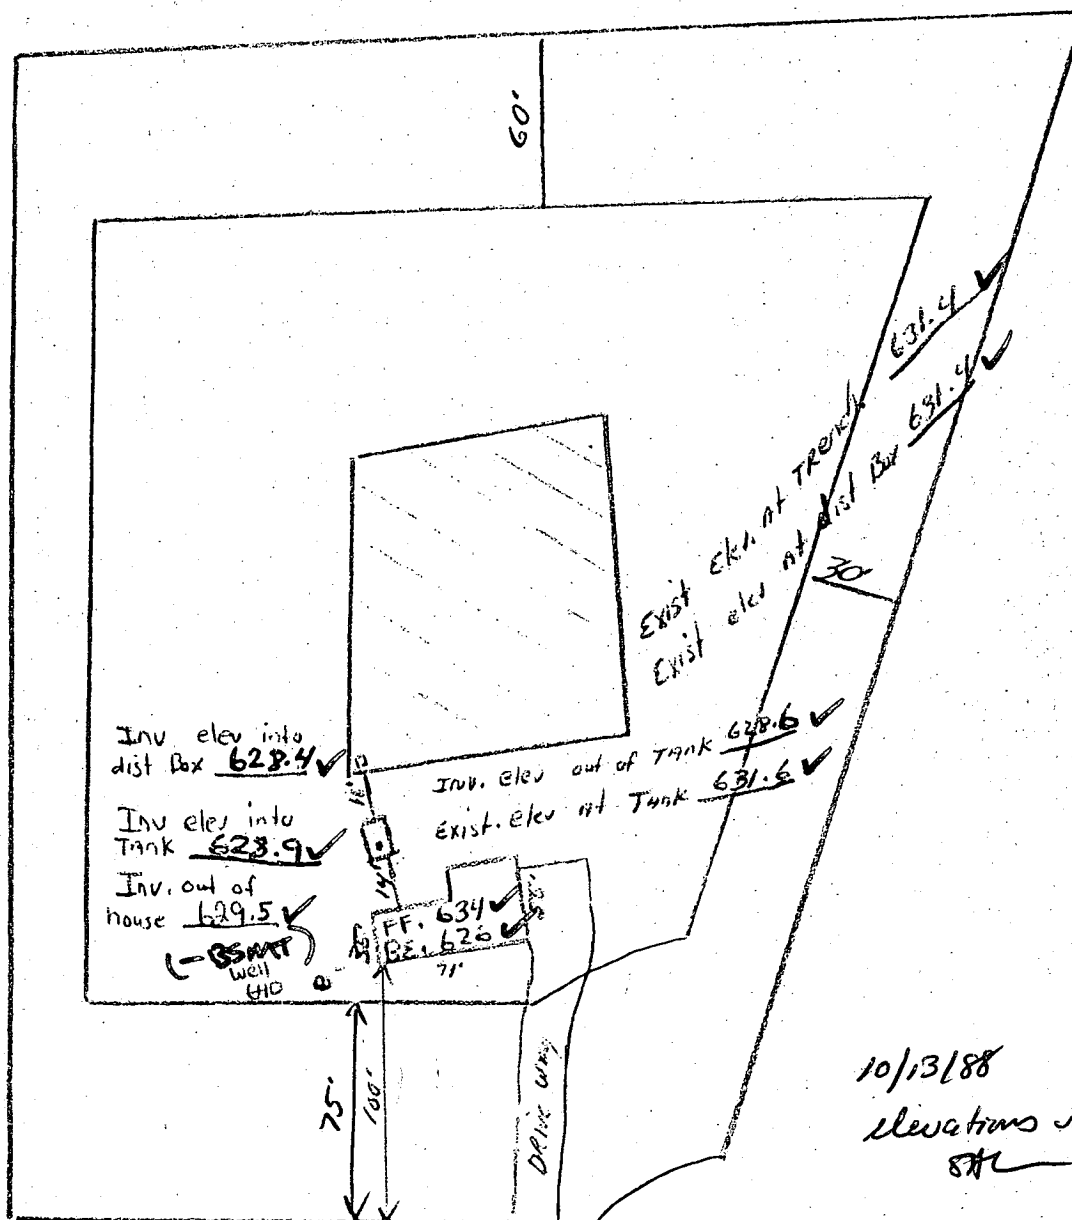 60'
631.4 ✓
Exist Elev. At TRench
631.4 ✓
Exist elev At dist Box
30
Inv elev into
dist Box 628.4 ✓
Inv. Elev out of TAnk 628.6 ✓
Exist. Elev At TAnk 631.6 ✓
Inv elev into
TAnk 628.9 ✓
14'
Inv. out of
house 629.5 ✓
(- BSMT
well
FF. 634 ✓
BE. 626 ✓
71'
75'
100'
DRive way
10/13/88
elevations